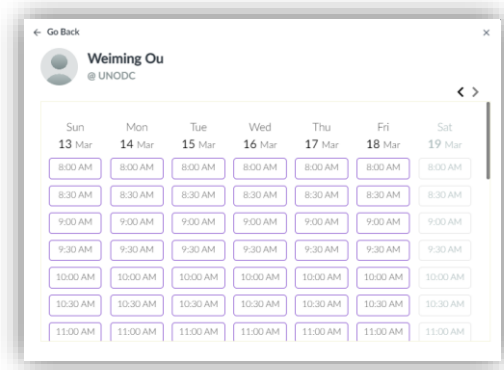 ← Go Back ×
Weiming Ou
@ UNODC
< >
Sun Mon Tue Wed Thu Fri Sat
13 Mar 14 Mar 15 Mar 16 Mar 17 Mar 18 Mar 19 Mar
8:00 AM 8:00 AM 8:00 AM 8:00 AM 8:00 AM 8:00 AM 8:00 AM
8:30 AM 8:30 AM 8:30 AM 8:30 AM 8:30 AM 8:30 AM 8:30 AM
9:00 AM 9:00 AM 9:00 AM 9:00 AM 9:00 AM 9:00 AM 9:00 AM
9:30 AM 9:30 AM 9:30 AM 9:30 AM 9:30 AM 9:30 AM 9:30 AM
10:00 AM 10:00 AM 10:00 AM 10:00 AM 10:00 AM 10:00 AM 10:00 AM
10:30 AM 10:30 AM 10:30 AM 10:30 AM 10:30 AM 10:30 AM 10:30 AM
11:00 AM 11:00 AM 11:00 AM 11:00 AM 11:00 AM 11:00 AM 11:00 AM